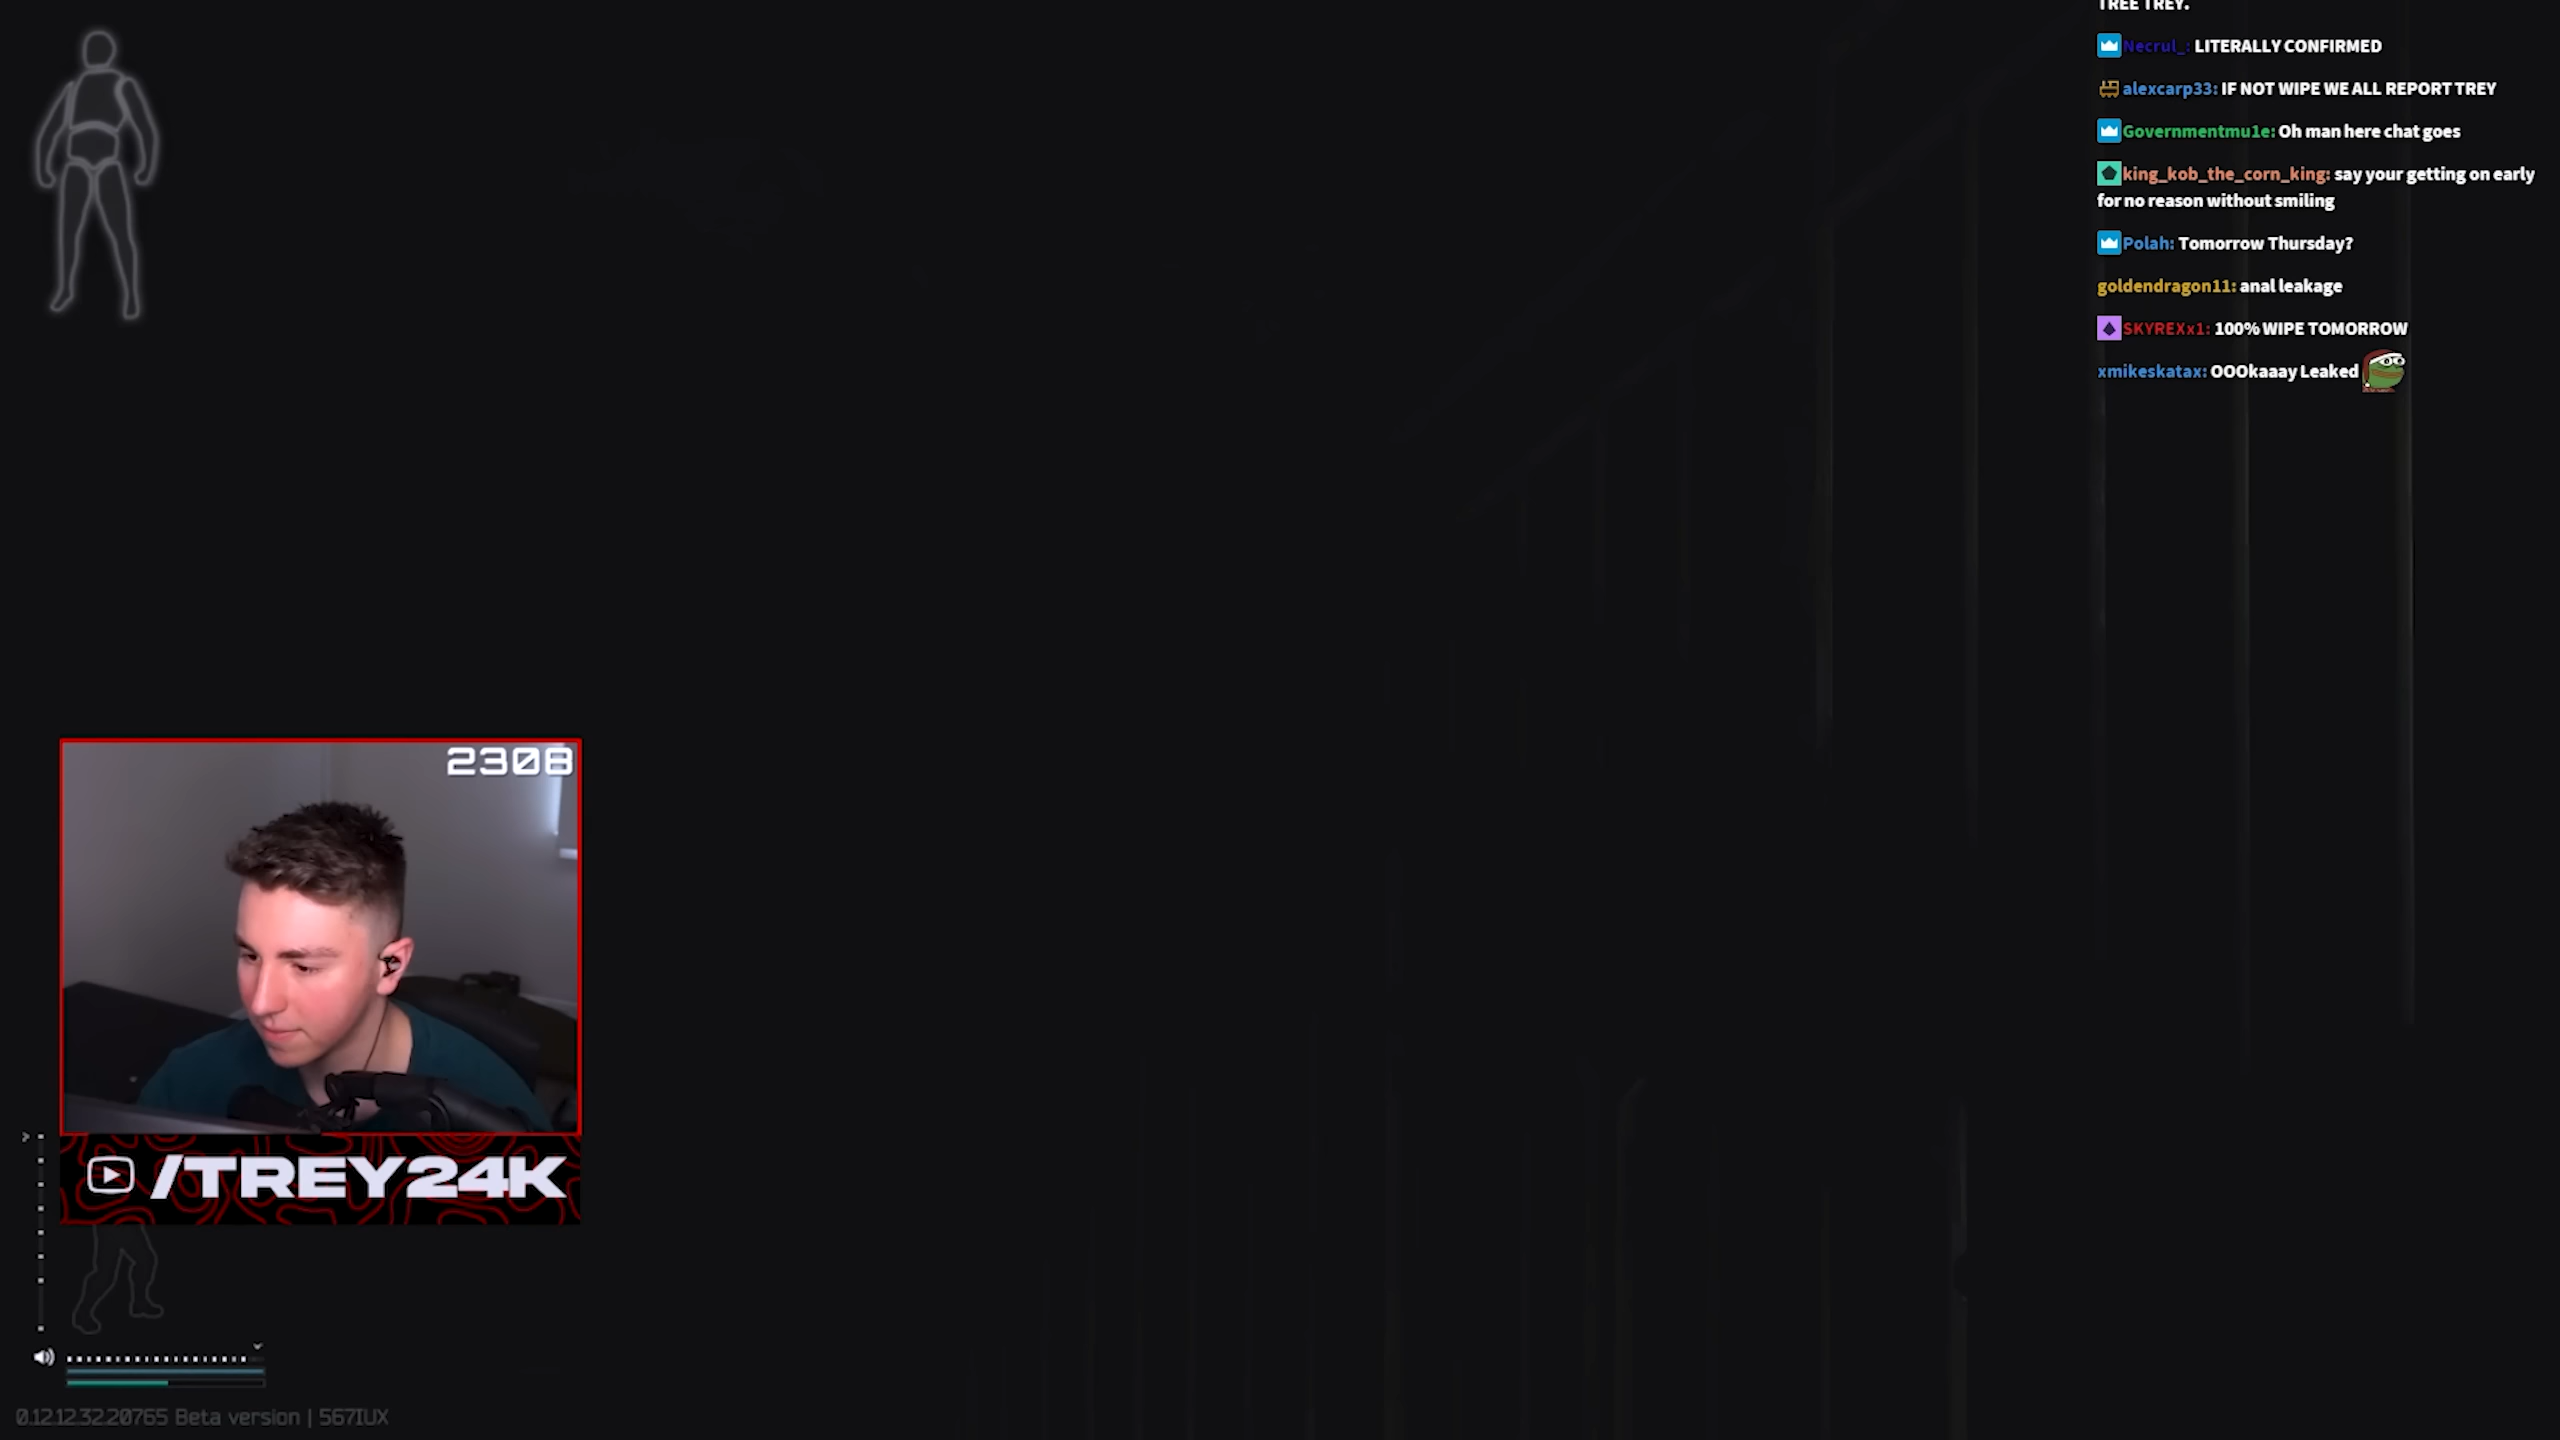 TREE TREY.
Necrul_: LITERALLY CONFIRMED
alexcarp33: IF NOT WIPE WE ALL REPORT TREY
Governmentmu1e: Oh man here chat goes
king_kob_the_corn_king: say your getting on early
for no reason without smiling
Polah: Tomorrow Thursday?
goldendragon11: anal leakage
SKYREXx1: 100% WIPE TOMORROW
xmikeskatax: OOOkaaay Leaked
2308
/TREY24K
0.12.12.32.20765 Beta version | 567IUX